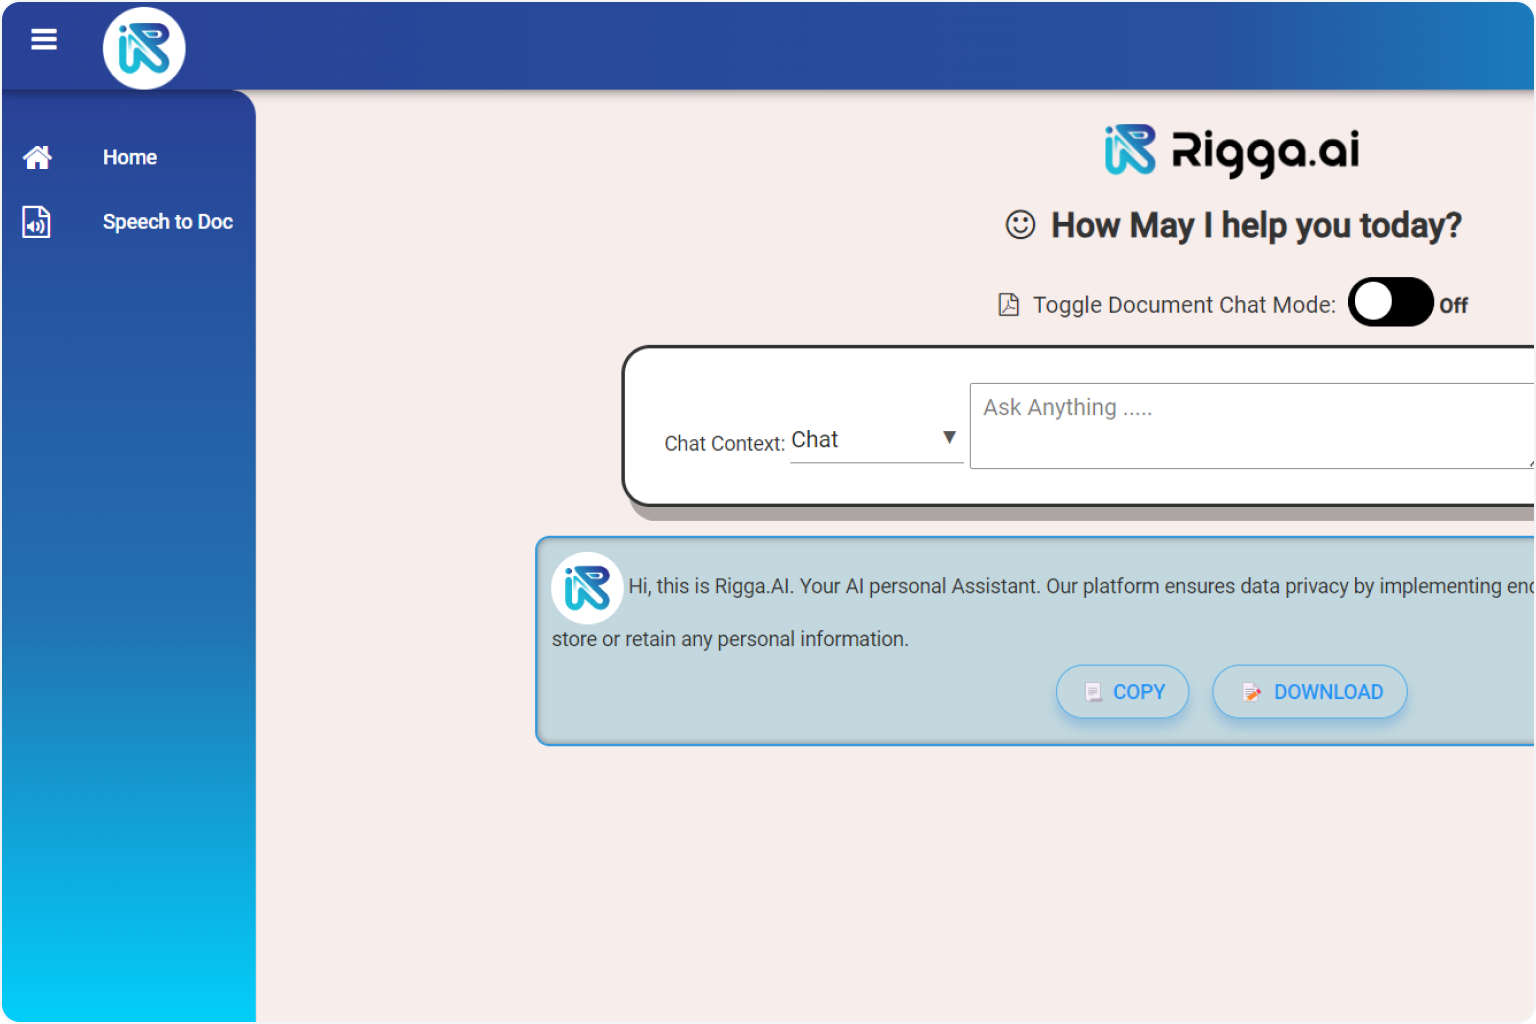 Home
Speech to Doc
Rigga.ai
How May I help you today?
Toggle Document Chat Mode: Off
Ask Anything .....
Chat Context: Chat
Hi, this is Rigga.AI. Your AI personal Assistant. Our platform ensures data privacy by implementing
store or retain any personal information.
COPY DOWNLOAD